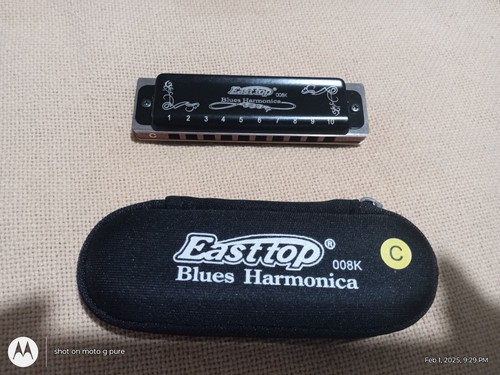 Easttop
008K
Blues Harmonica
1 2 3 4 5 6 7 8 9 10
C
Easttop®
008K
Blues Harmonica
C
shot on moto g pure
Feb 1, 2025, 9:29 PM